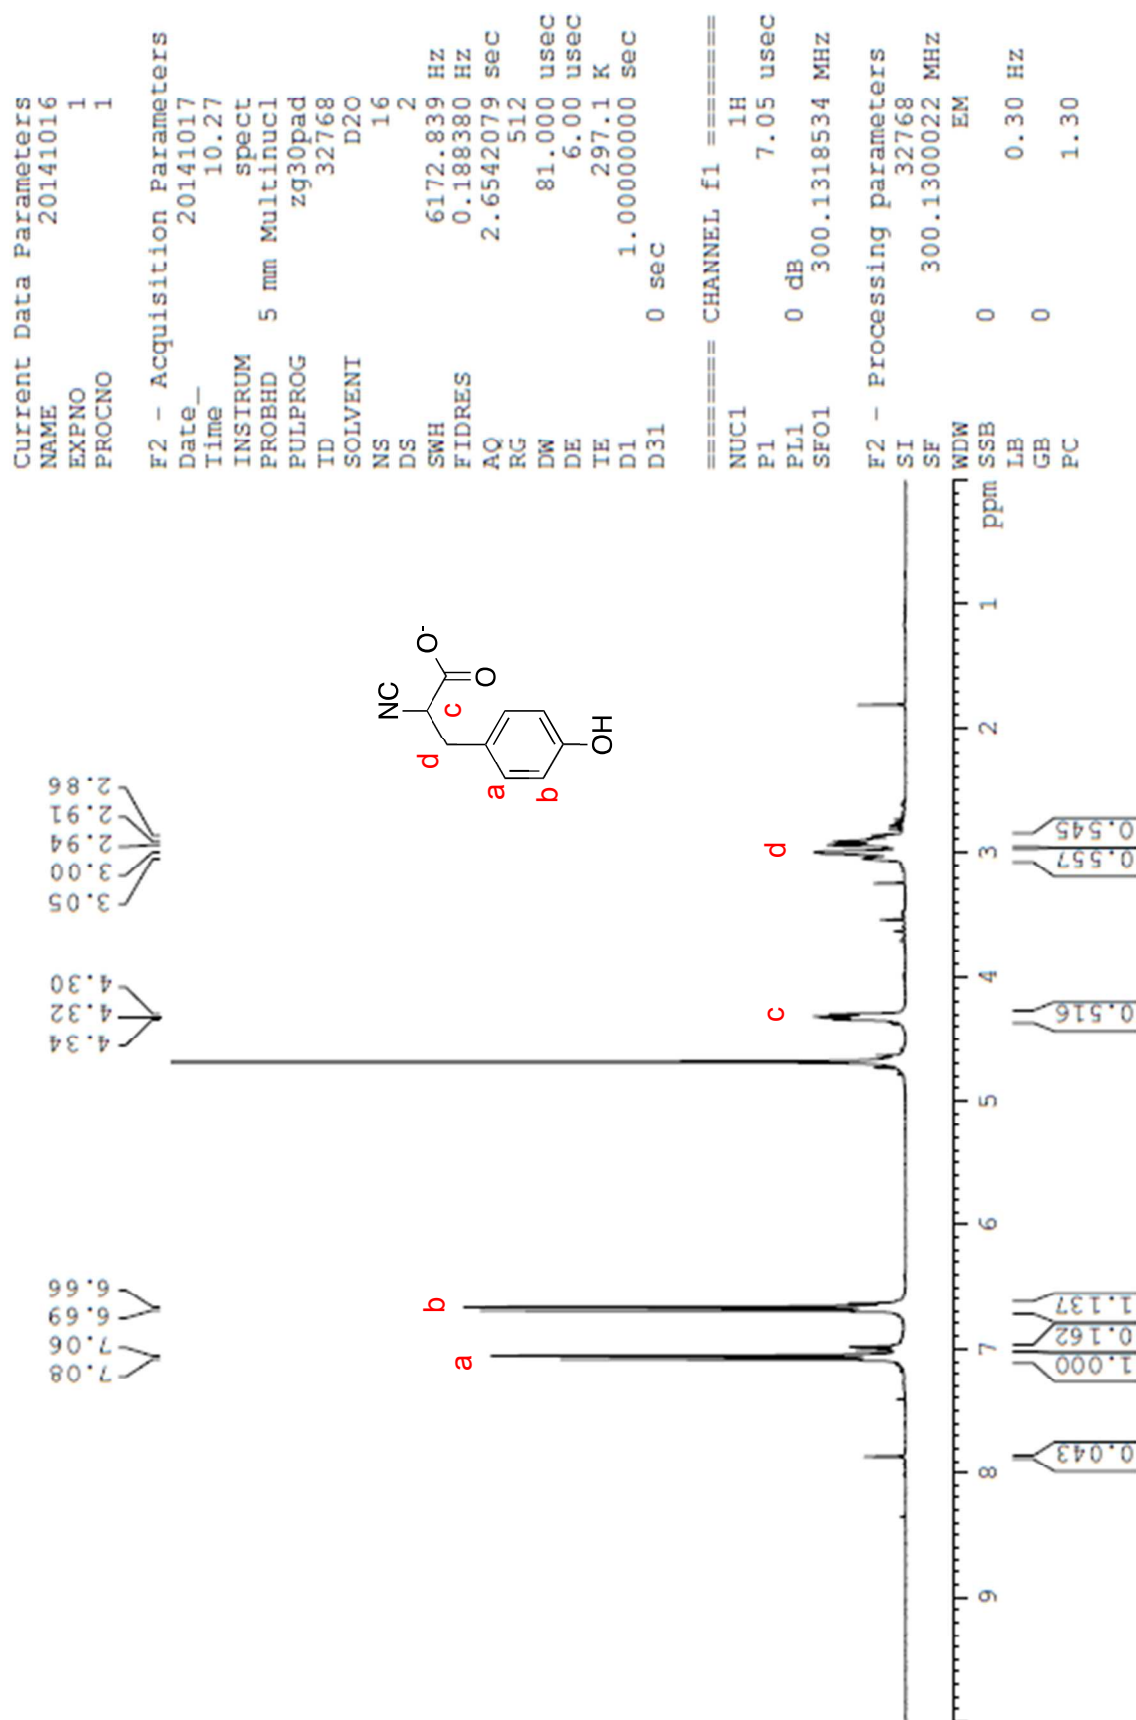 Current Data Parameters
NAME 20141016
EXPNO 1
PROCNO 1
F2 - Acquisition Parameters
Date_ 20141017
Time 10.27
INSTRUM spect
PROBHD 5 mm Multinucl
PULPROG zg30pad
TD 32768
SOLVENT D2O
NS 16
DS 2
SWH 6172.839 Hz
FIDRES 0.188380 Hz
AQ 2.6542079 sec
RG 512
DW 81.000 usec
DE 6.00 usec
TE 297.1 K
D1 1.00000000 sec
D31 0 sec
======== CHANNEL f1 ========
NUC1 1H
P1 7.05 usec
PL1 0 dB
SFO1 300.1318534 MHz
F2 - Processing parameters
SI 32768
SF 300.1300022 MHz
WDW EM
SSB 0
LB 0.30 Hz
GB 0
PC 1.30
7.08
7.06
6.69
6.66
4.34
4.32
4.30
3.05
3.00
2.94
2.91
2.86
NC
O-
O
c
d
a
b
OH
a
b
c
d
9 8 7 6 5 4 3 2 1 ppm
0.043
1.000
0.162
1.137
0.516
0.557
0.545